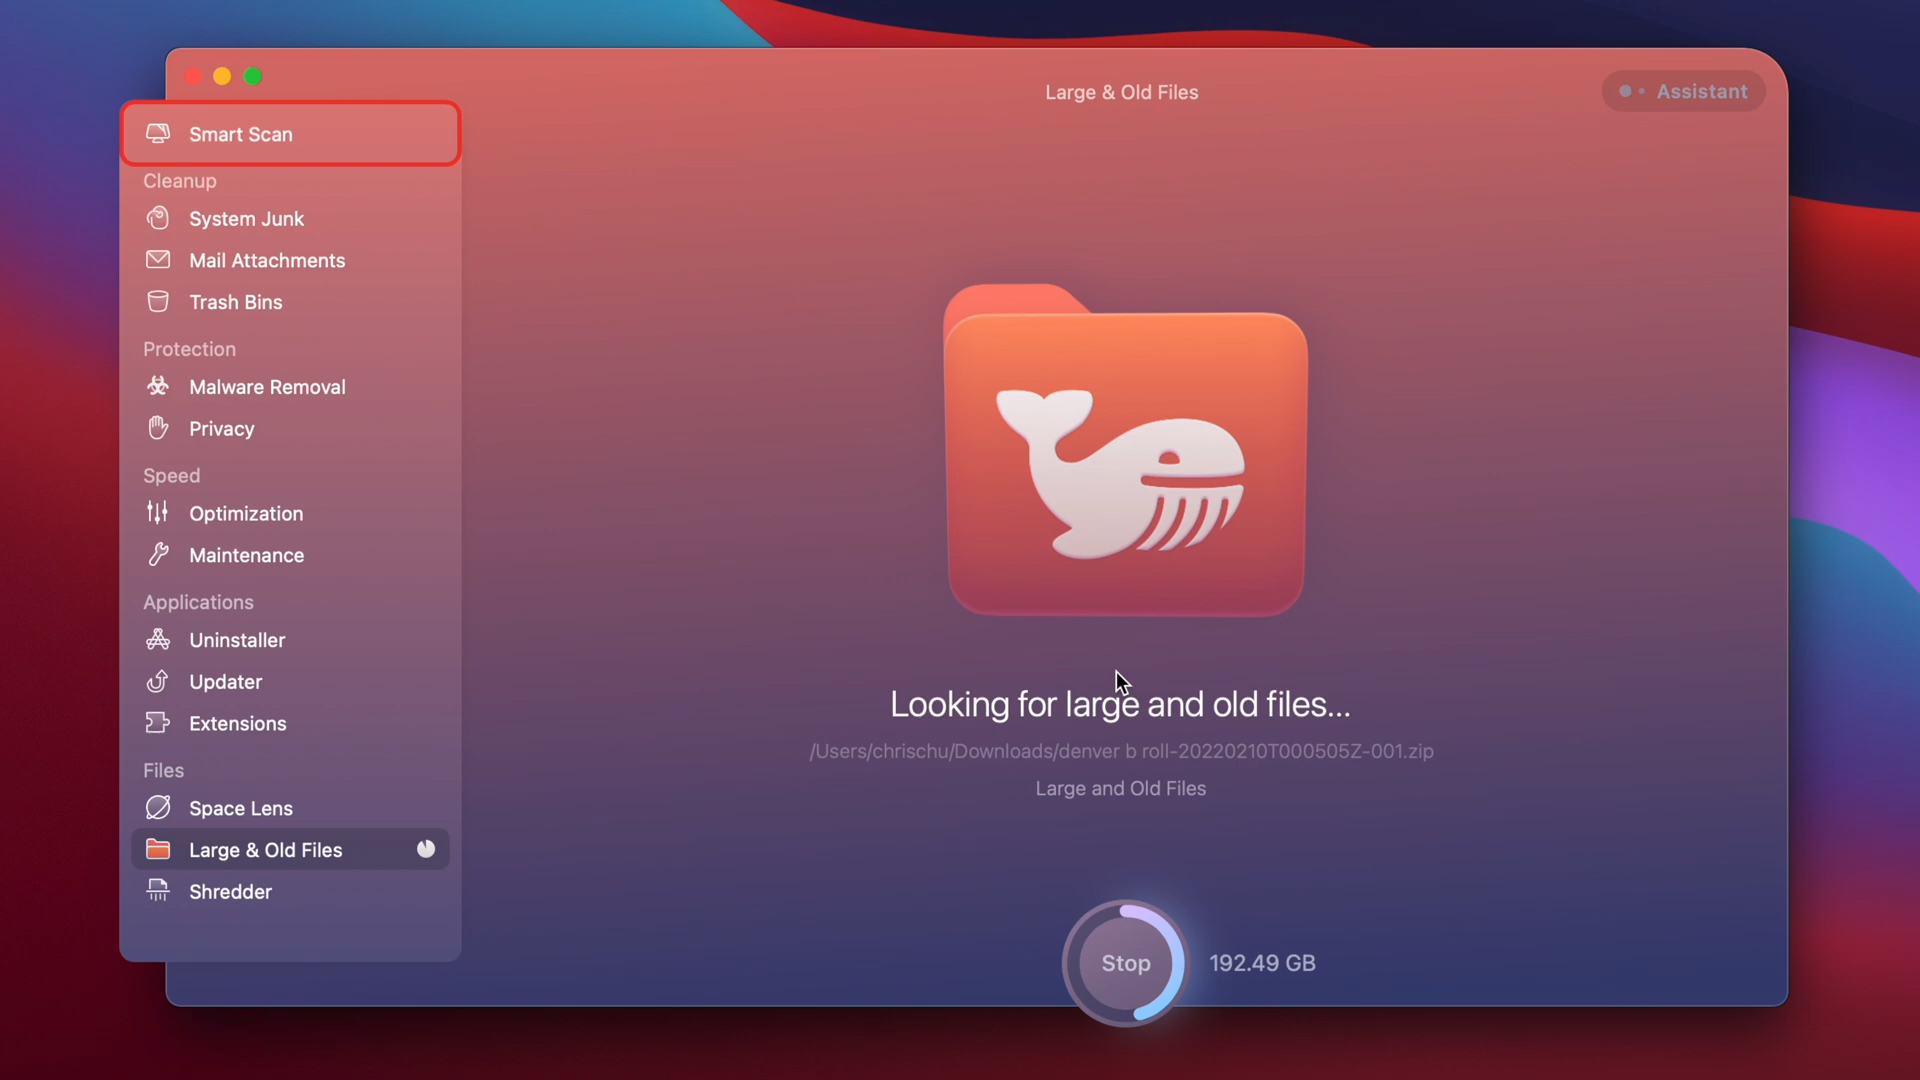 Large & Old Files
Assistant
Smart Scan
Cleanup
System Junk
Mail Attachments
Trash Bins
Protection
Malware Removal
Privacy
Speed
Optimization
Maintenance
Applications
Uninstaller
Updater
Extensions
Files
Space Lens
Large & Old Files
Shredder
Looking for large and old files...
/Users/chrischu/Downloads/denver b roll-20220210T000505Z-001.zip
Large and Old Files
Stop
192.49 GB